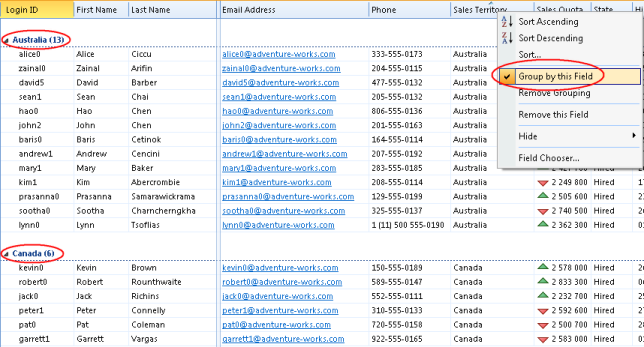 Login ID First Name Last Name Email Address Phone Sales Territory Sales Quota State
Sort Ascending
Sort Descending
Sort...
Group by this Field
Remove Grouping
Remove this Field
Hide
Field Chooser...
Australia (13)
alice0 Alice Ciccu alice0@adventure-works.com 333-555-0173 Australia
zainal0 Zainal Arifin zainal0@adventure-works.com 204-555-0115 Australia
david5 David Barber david5@adventure-works.com 477-555-0132 Australia
sean1 Sean Chai sean1@adventure-works.com 205-555-0132 Australia
hao0 Hao Chen hao0@adventure-works.com 806-555-0136 Australia
john2 John Chen john2@adventure-works.com 201-555-0163 Australia
baris0 Baris Cetinok baris0@adventure-works.com 164-555-0114 Australia
andrew1 Andrew Cencini andrew1@adventure-works.com 207-555-0192 Australia
mary1 Mary Baker mary1@adventure-works.com 283-555-0185 Australia
kim1 Kim Abercrombie kim1@adventure-works.com 208-555-0114 Australia 2 249 800 Hired
prasanna0 Prasanna Samarawickrama prasanna0@adventure-works.com 129-555-0199 Australia 2 505 600 Hired
sootha0 Sootha Charncherngkha sootha0@adventure-works.com 325-555-0137 Australia 2 740 500 Hired
lynn0 Lynn Tsoflias lynn0@adventure-works.com 1 (11) 500 555-0190 Australia 2 362 300 Hired
Canada (6)
kevin0 Kevin Brown kevin0@adventure-works.com 150-555-0189 Canada 2 578 000 Hired
robert0 Robert Rounthwaite robert0@adventure-works.com 589-555-0147 Canada 2 833 300 Hired
jack0 Jack Richins jack0@adventure-works.com 552-555-0111 Canada 2 232 700 Hired
peter1 Peter Connelly peter1@adventure-works.com 310-555-0133 Canada 2 592 600 Hired
pat0 Pat Coleman pat0@adventure-works.com 720-555-0158 Canada 2 500 700 Hired
garrett1 Garrett Vargas garrett1@adventure-works.com 922-555-0165 Canada 2 583 000 Hired